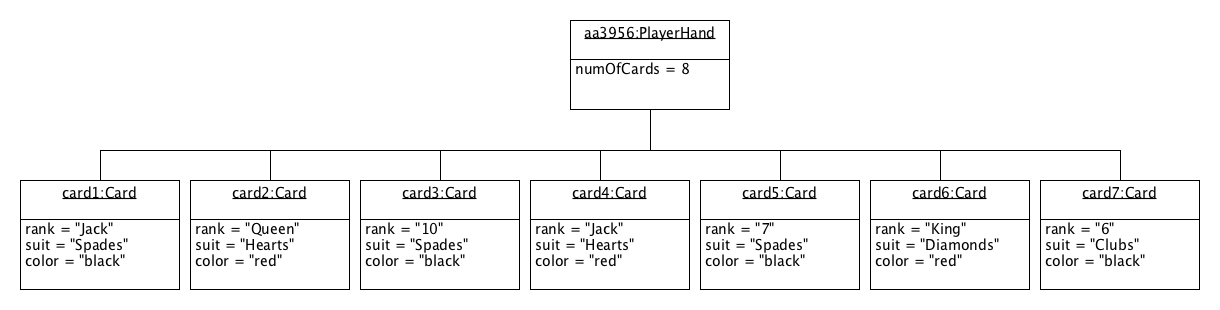 aa3956:PlayerHand
numOfCards = 8
card1:Card
rank = "Jack"
suit = "Spades"
color = "black"
card2:Card
rank = "Queen"
suit = "Hearts"
color = "red"
card3:Card
rank = "10"
suit = "Spades"
color = "black"
card4:Card
rank = "Jack"
suit = "Hearts"
color = "red"
card5:Card
rank = "7"
suit = "Spades"
color = "black"
card6:Card
rank = "King"
suit = "Diamonds"
color = "red"
card7:Card
rank = "6"
suit = "Clubs"
color = "black"